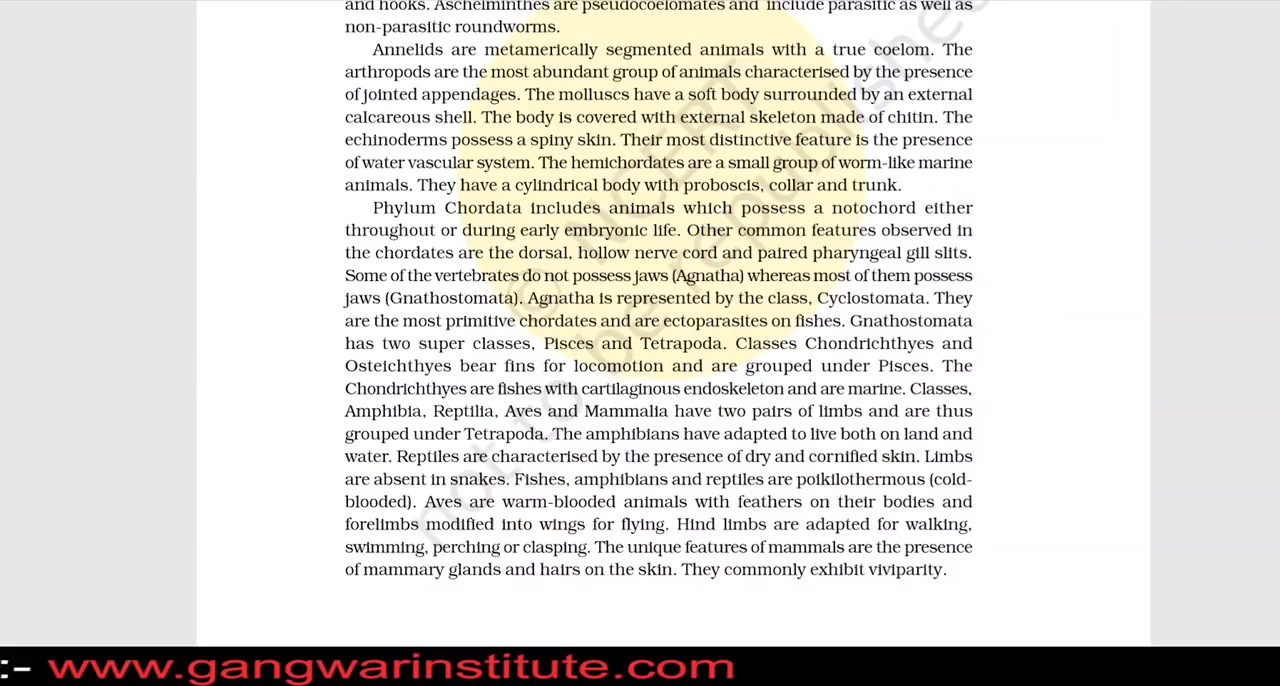 and hooks. Aschelminthes are pseudocoelomates and include parasitic as well as
non-parasitic roundworms.
Annelids are metamerically segmented animals with a true coelom. The
arthropods are the most abundant group of animals characterised by the presence
of jointed appendages. The molluscs have a soft body surrounded by an external
calcareous shell. The body is covered with external skeleton made of chitin. The
echinoderms possess a spiny skin. Their most distinctive feature is the presence
of water vascular system. The hemichordates are a small group of worm-like marine
animals. They have a cylindrical body with proboscis, collar and trunk.
Phylum Chordata includes animals which possess a notochord either
throughout or during early embryonic life. Other common features observed in
the chordates are the dorsal, hollow nerve cord and paired pharyngeal gill slits.
Some of the vertebrates do not possess jaws (Agnatha) whereas most of them possess
jaws (Gnathostomata). Agnatha is represented by the class, Cyclostomata. They
are the most primitive chordates and are ectoparasites on fishes. Gnathostomata
has two super classes, Pisces and Tetrapoda. Classes Chondrichthyes and
Osteichthyes bear fins for locomotion and are grouped under Pisces. The
Chondrichthyes are fishes with cartilaginous endoskeleton and are marine. Classes,
Amphibia, Reptilia, Aves and Mammalia have two pairs of limbs and are thus
grouped under Tetrapoda. The amphibians have adapted to live both on land and
water. Reptiles are characterised by the presence of dry and cornified skin. Limbs
are absent in snakes. Fishes, amphibians and reptiles are poikilothermous (cold-
blooded). Aves are warm-blooded animals with feathers on their bodies and
forelimbs modified into wings for flying. Hind limbs are adapted for walking,
swimming, perching or clasping. The unique features of mammals are the presence
of mammary glands and hairs on the skin. They commonly exhibit viviparity.
© NCERT
not to be republished
:- www.gangwarinstitute.com